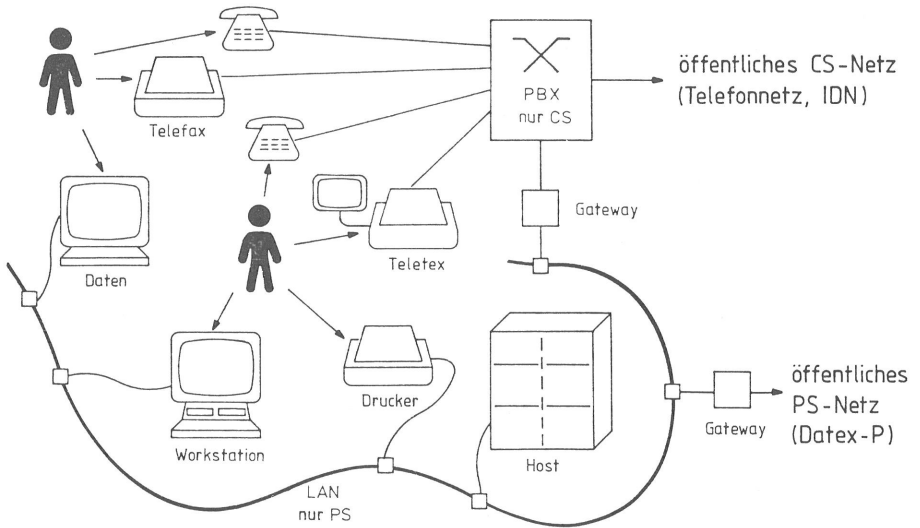 Telefax
PBX
nur CS
öffentliches CS-Netz
(Telefonnetz, IDN)
Gateway
Daten
Teletex
Workstation
Drucker
Host
Gateway
öffentliches
PS-Netz
(Datex-P)
LAN
nur PS